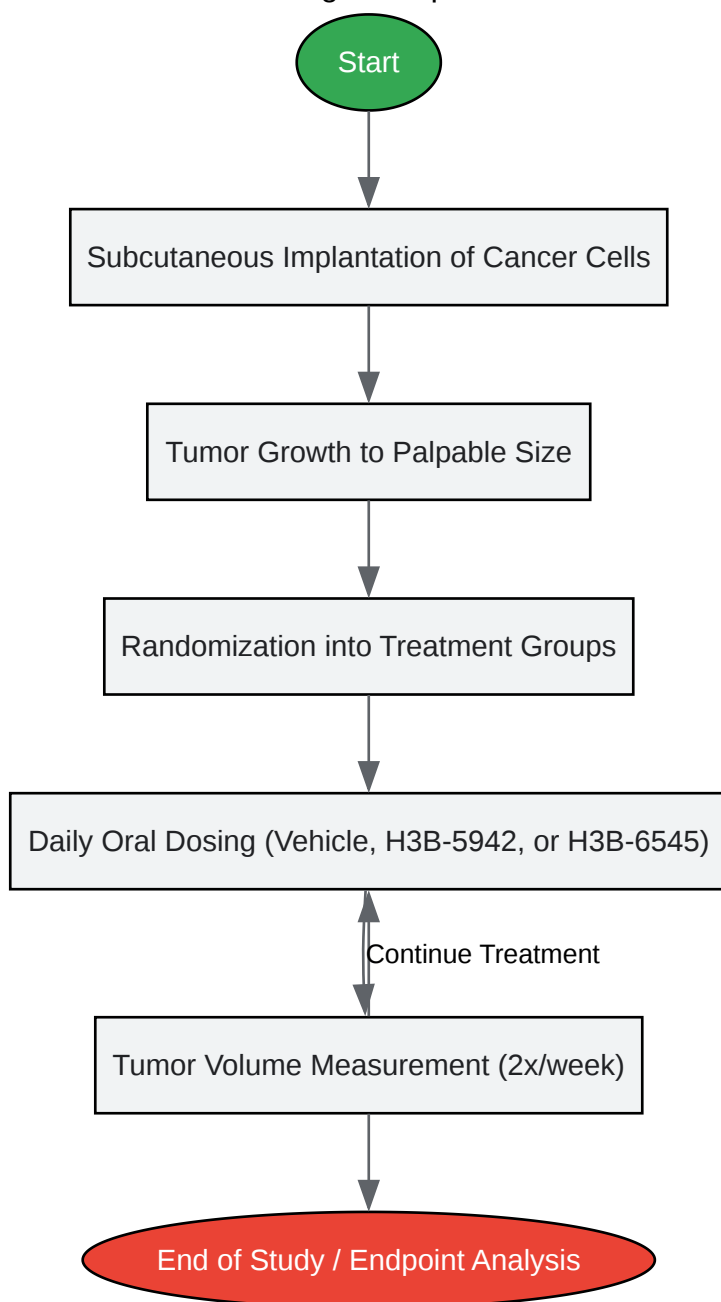 Start
Subcutaneous Implantation of Cancer Cells
Tumor Growth to Palpable Size
Randomization into Treatment Groups
Daily Oral Dosing (Vehicle, H3B-5942, or H3B-6545)
Continue Treatment
Tumor Volume Measurement (2x/week)
End of Study / Endpoint Analysis